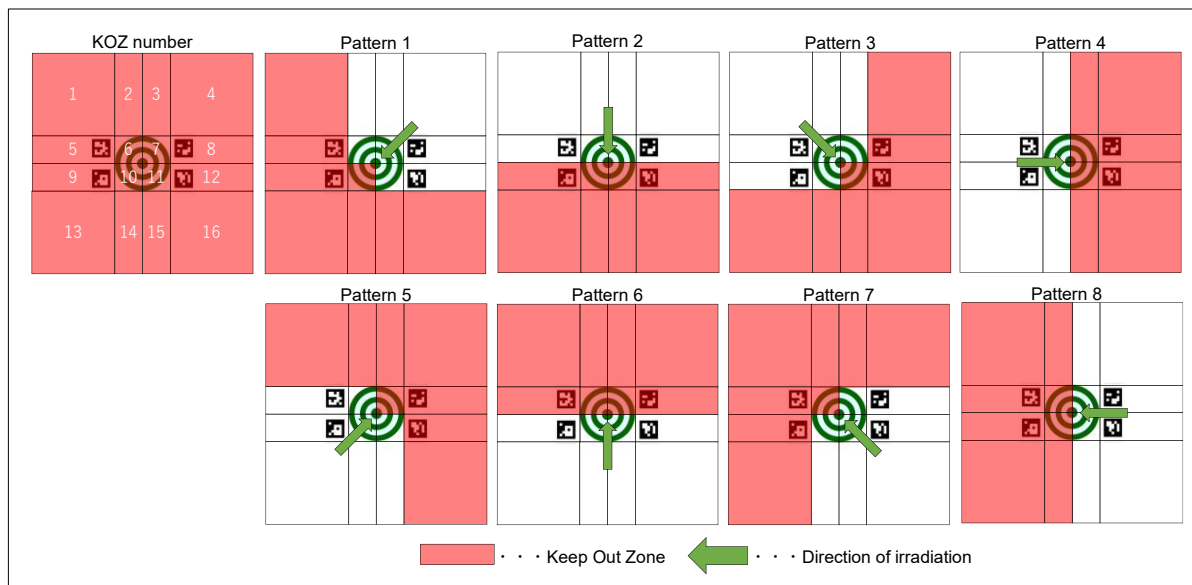 KOZ number
Pattern 1
Pattern 2
Pattern 3
Pattern 4
1
2
3
4
5
6
7
8
9
10
11
12
13
14
15
16
Pattern 5
Pattern 6
Pattern 7
Pattern 8
・・・Keep Out Zone
・・・Direction of irradiation